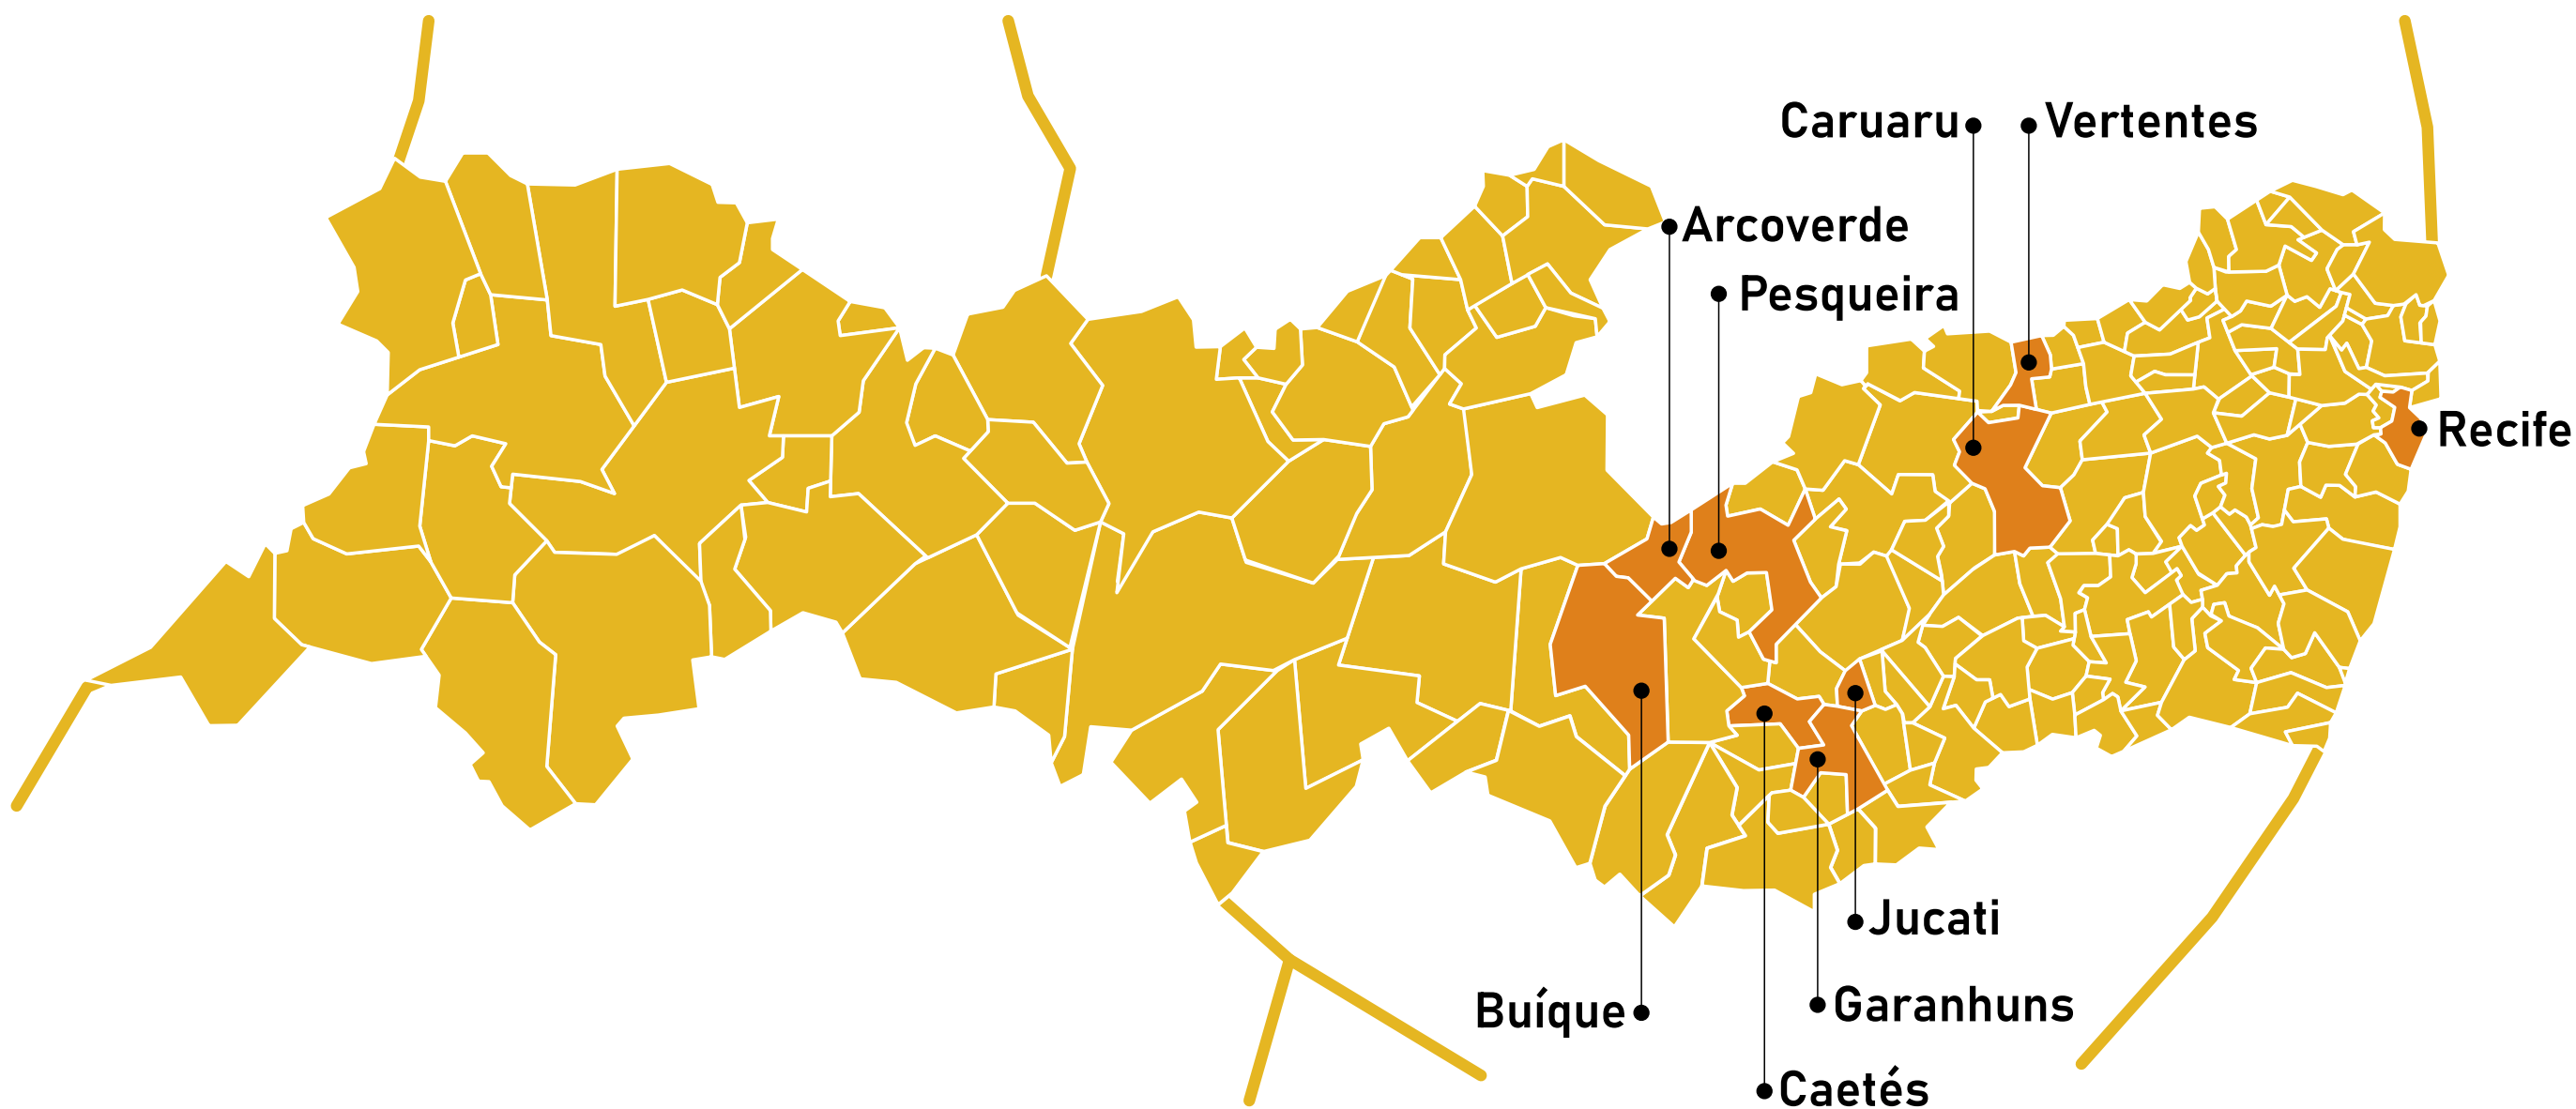 Caruaru
Vertentes
Arcoverde
Pesqueira
Recife
Jucati
Buíque
Garanhuns
Caetés